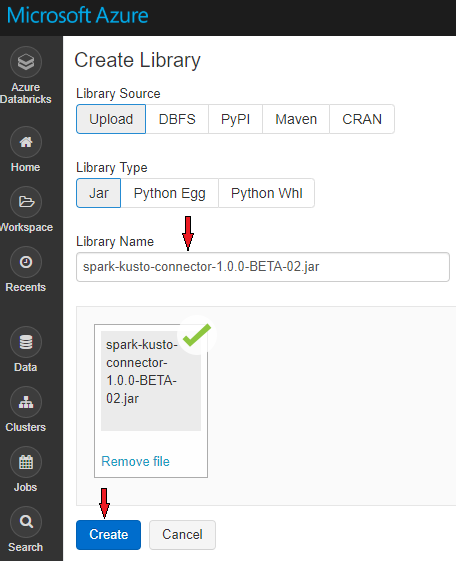 Microsoft Azure
Azure
Databricks
Home
Workspace
Recents
Data
Clusters
Jobs
Search
Create Library
Library Source
Upload DBFS PyPI Maven CRAN
Library Type
Jar Python Egg Python Whl
Library Name
spark-kusto-connector-1.0.0-BETA-02.jar
spark-kusto-
connector-
1.0.0-BETA-
02.jar
Remove file
Create Cancel